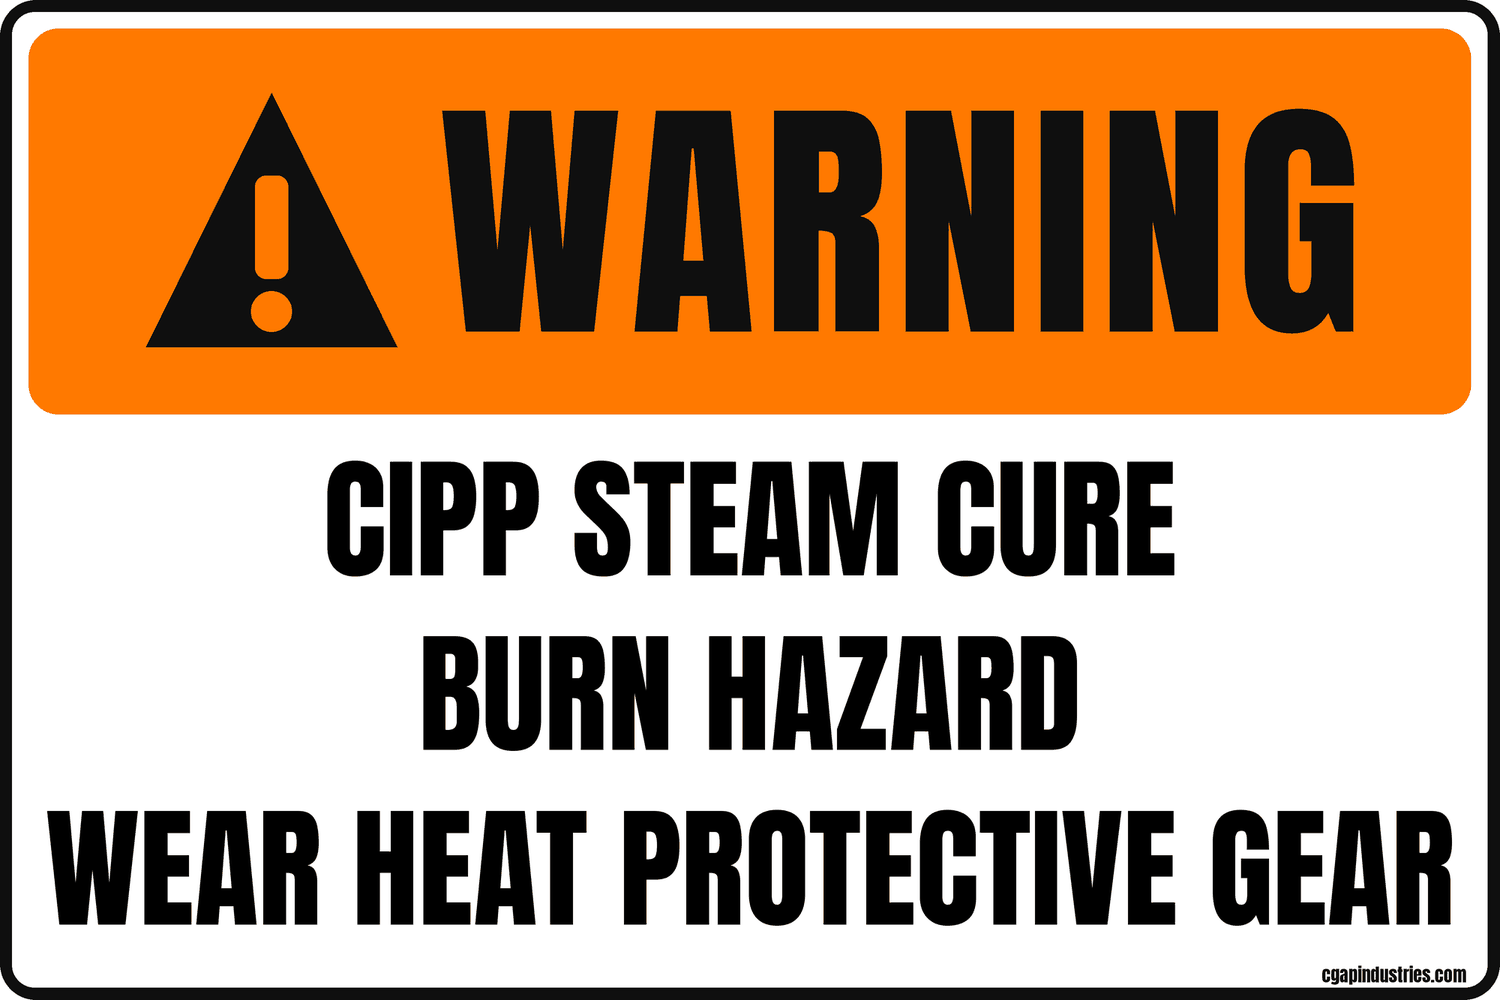 WARNING
CIPP STEAM CURE
BURN HAZARD
WEAR HEAT PROTECTIVE GEAR
cgapindustries.com